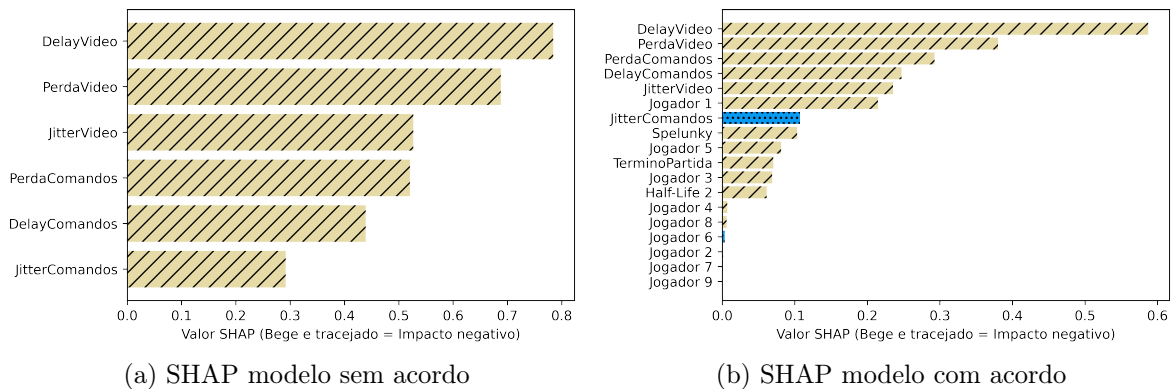 DelayVideo
PerdaVideo
JitterVideo
PerdaComandos
DelayComandos
JitterComandos
0.0 0.1 0.2 0.3 0.4 0.5 0.6 0.7 0.8
Valor SHAP (Bege e tracejado = Impacto negativo)
(a) SHAP modelo sem acordo
DelayVideo
PerdaVideo
PerdaComandos
DelayComandos
JitterVideo
Jogador 1
JitterComandos
Spelunky
Jogador 5
TerminoPartida
Jogador 3
Half-Life 2
Jogador 4
Jogador 8
Jogador 6
Jogador 2
Jogador 7
Jogador 9
0.0 0.1 0.2 0.3 0.4 0.5 0.6
Valor SHAP (Bege e tracejado = Impacto negativo)
(b) SHAP modelo com acordo